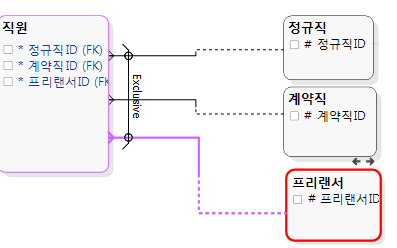 직원
* 정규직ID (FK)
* 계약직ID (FK)
* 프리랜서ID (FK
Exclusive
정규직
# 정규직ID
계약직
# 계약직ID
프리랜서
# 프리랜서ID